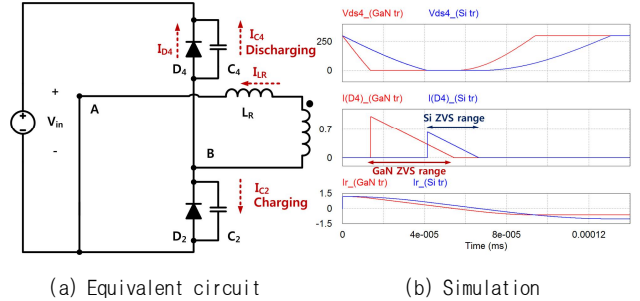 I_D4
D_4
C_4
I_C4
Discharging
I_LR
L_R
+
V_in
-
A
B
I_C2
Charging
D_2
C_2
(a) Equivalent circuit
Vds4_(GaN tr) Vds4_(Si tr)
300
0
I(D4)_(GaN tr) I(D4)_(Si tr)
Si ZVS range
0.7
0
GaN ZVS range
Ir_(GaN tr) Ir_(Si tr)
1.5
0
-1.5
0 4e-005 8e-005 0.00012
Time (ms)
(b) Simulation